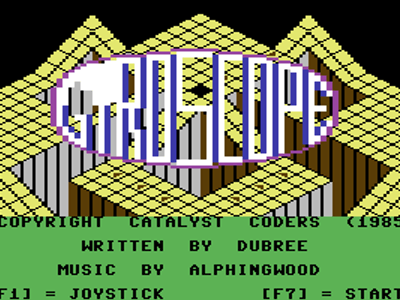 GYROSCOPE
COPYRIGHT CATALYST CODERS (1985
WRITTEN BY DUBREE
MUSIC BY ALPHINGWOOD
F1] = JOYSTICK [F7] = START